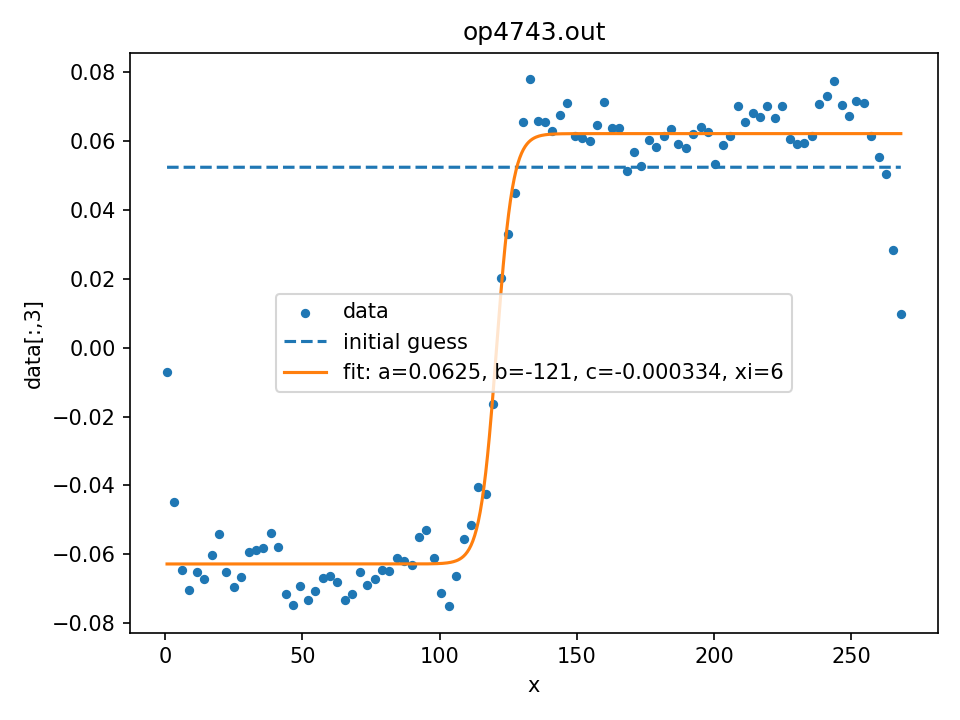 op4743.out
0.08
0.06
0.04
0.02
0.00
−0.02
−0.04
−0.06
−0.08
data[:,3]
data
initial guess
fit: a=0.0625, b=-121, c=-0.000334, xi=6
0 50 100 150 200 250
x